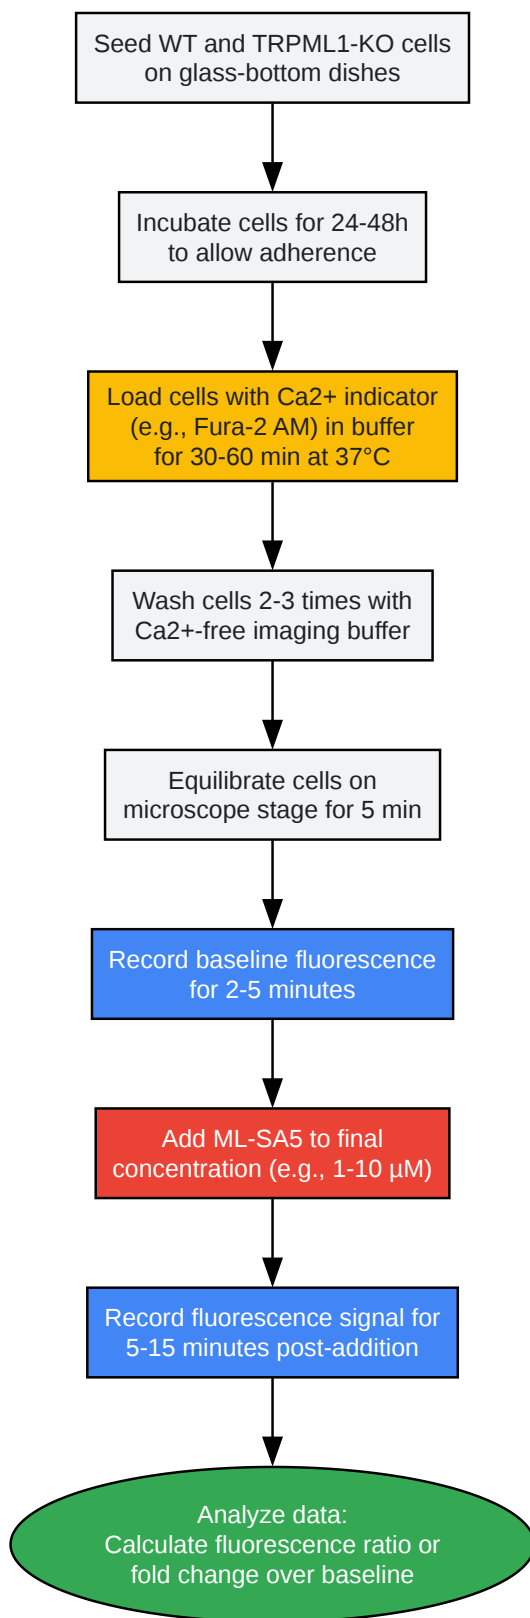 Seed WT and TRPML1-KO cells
on glass-bottom dishes
Incubate cells for 24-48h
to allow adherence
Load cells with Ca2+ indicator
(e.g., Fura-2 AM) in buffer
for 30-60 min at 37°C
Wash cells 2-3 times with
Ca2+-free imaging buffer
Equilibrate cells on
microscope stage for 5 min
Record baseline fluorescence
for 2-5 minutes
Add ML-SA5 to final
concentration (e.g., 1-10 µM)
Record fluorescence signal for
5-15 minutes post-addition
Analyze data:
Calculate fluorescence ratio or
fold change over baseline